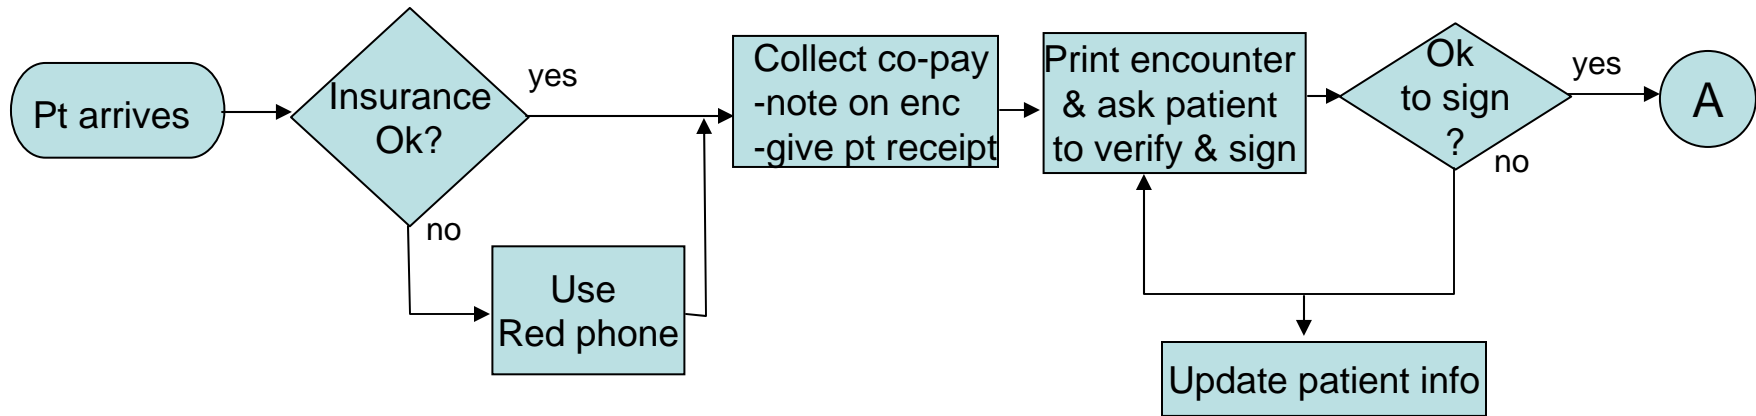 Pt arrives
Insurance
Ok?
yes
no
Use
Red phone
Collect co-pay
-note on enc
-give pt receipt
Print encounter
& ask patient
to verify & sign
Ok
to sign
?
yes
no
A
Update patient info